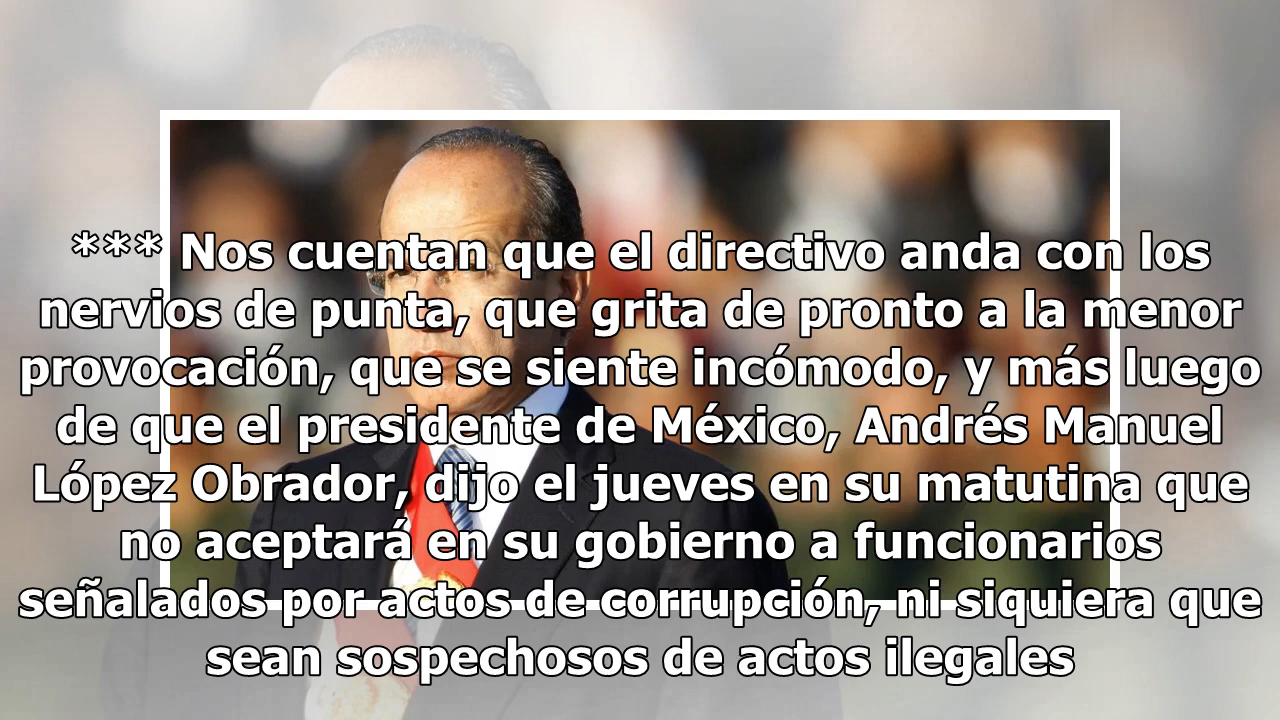 *** Nos cuentan que el directivo anda con los
nervios de punta, que grita de pronto a la menor
provocación, que se siente incómodo, y más luego
de que el presidente de México, Andrés Manuel
López Obrador, dijo el jueves en su matutina que
no aceptará en su gobierno a funcionarios
señalados por actos de corrupción, ni siquiera que
sean sospechosos de actos ilegales